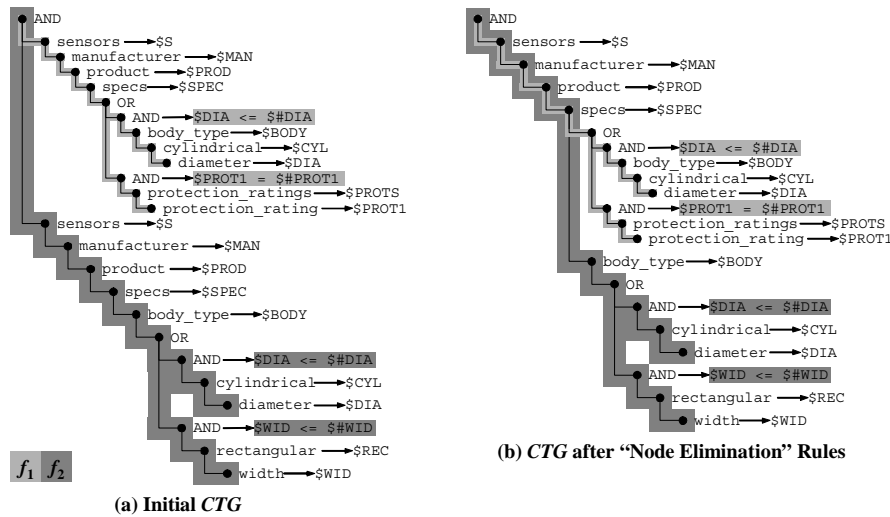 AND
sensors $S
manufacturer $MAN
product $PROD
specs $SPEC
OR
AND $DIA <= $#DIA
body_type $BODY
cylindrical $CYL
diameter $DIA
AND $PROT1 = $#PROT1
protection_ratings $PROTS
protection_rating $PROT1
sensors $S
manufacturer $MAN
product $PROD
specs $SPEC
body_type $BODY
OR
AND $DIA <= $#DIA
cylindrical $CYL
diameter $DIA
AND $WID <= $#WID
rectangular $REC
width $WID
f1 f2
(a) Initial CTG
AND
sensors $S
manufacturer $MAN
product $PROD
specs $SPEC
OR
AND $DIA <= $#DIA
body_type $BODY
cylindrical $CYL
diameter $DIA
AND $PROT1 = $#PROT1
protection_ratings $PROTS
protection_rating $PROT1
body_type $BODY
OR
AND $DIA <= $#DIA
cylindrical $CYL
diameter $DIA
AND $WID <= $#WID
rectangular $REC
width $WID
(b) CTG after “Node Elimination” Rules